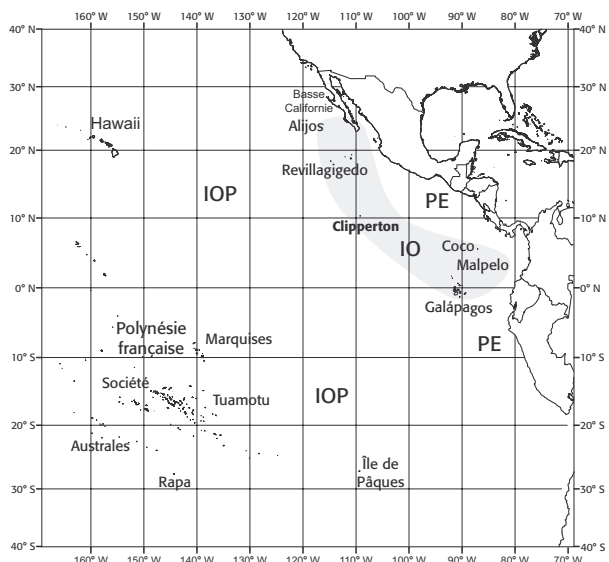 160° W 150° W 140° W 130° W 120° W 110° W 100° W 90° W 80° W 70° W
40° N 40° N
30° N 30° N
Basse
Californie
Hawaii
Alijos
20° N 20° N
Revillagigedo
IOP
PE
10° N 10° N
Clipperton
IO
Coco
Malpelo
0° N 0° N
Galápagos
Polynésie
française
Marquises
PE
10° S 10° S
Société
Tuamotu
IOP
20° S 20° S
Australes
Île de
Pâques
Rapa
30° S 30° S
40° S 40° S
160° W 150° W 140° W 130° W 120° W 110° W 100° W 90° W 80° W 70° W